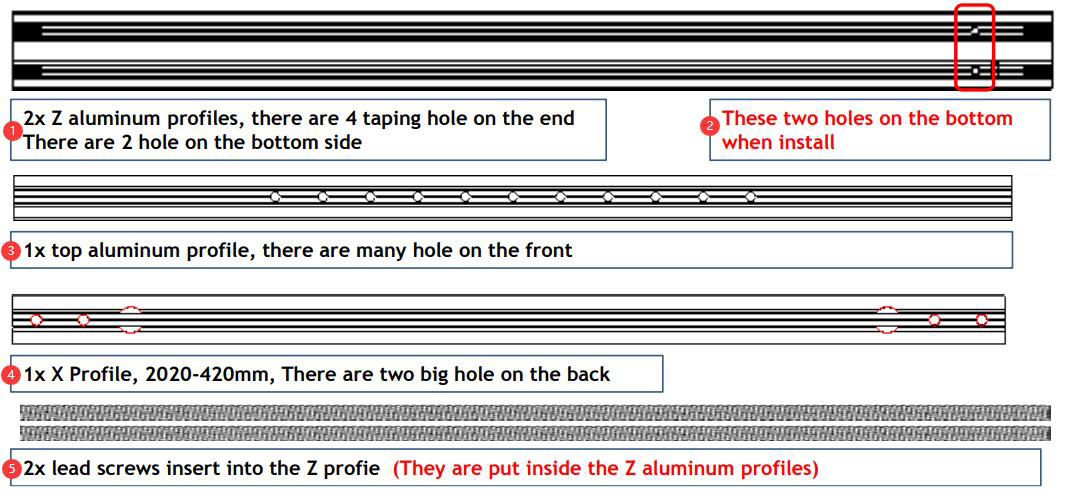 1 2x Z aluminum profiles, there are 4 taping hole on the end
There are 2 hole on the bottom side
2 These two holes on the bottom
when install
3 1x top aluminum profile, there are many hole on the front
4 1x X Profile, 2020-420mm, There are two big hole on the back
5 2x lead screws insert into the Z profie (They are put inside the Z aluminum profiles)